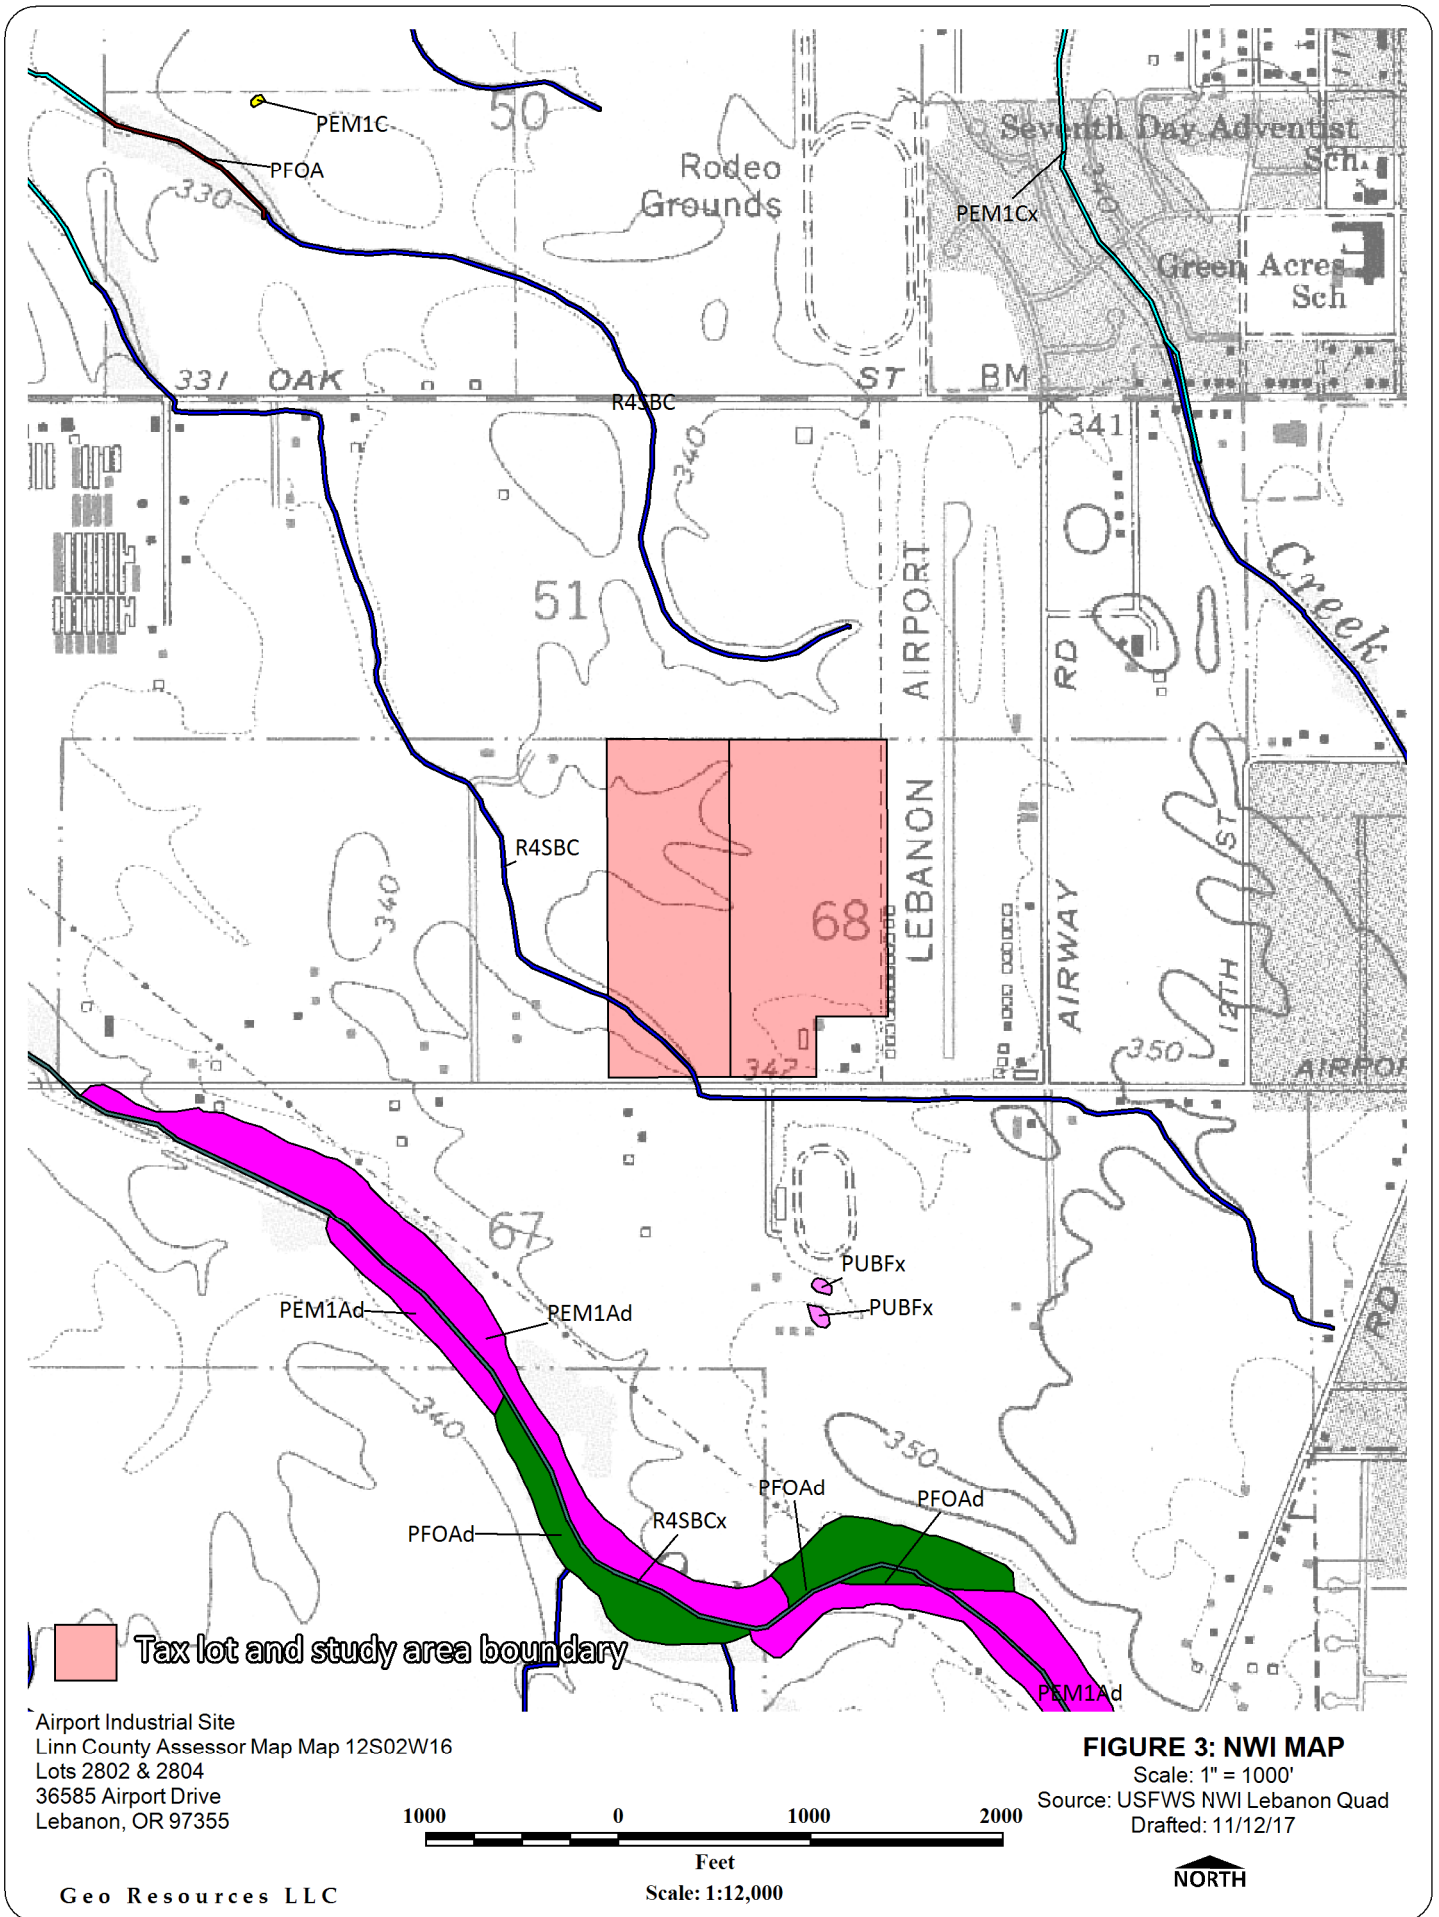 50
PEM1C
PFOA
330
Rodeo
Grounds
Seventh Day Adventist
Sch
340
PEM1Cx
Green Acres
Sch
331 OAK
ST
BM
R4SBC
341
340
51
AIRPORT
RD
Creek
LEBANON
ST
R4SBC
340
68
AIRWAY
12TH
350
347
AIRPOR
67
PUBFx
PUBFx
PEM1Ad
PEM1Ad
RD
340
350
PFOAd
PFOAd
PFOAd
R4SBCx
PEM1Ad
Tax lot and study area boundary
Airport Industrial Site
Linn County Assessor Map Map 12S02W16
Lots 2802 & 2804
36585 Airport Drive
Lebanon, OR 97355
FIGURE 3: NWI MAP
Scale: 1" = 1000'
Source: USFWS NWI Lebanon Quad
Drafted: 11/12/17
1000 0 1000 2000
Feet
Scale: 1:12,000
NORTH
Geo Resources LLC